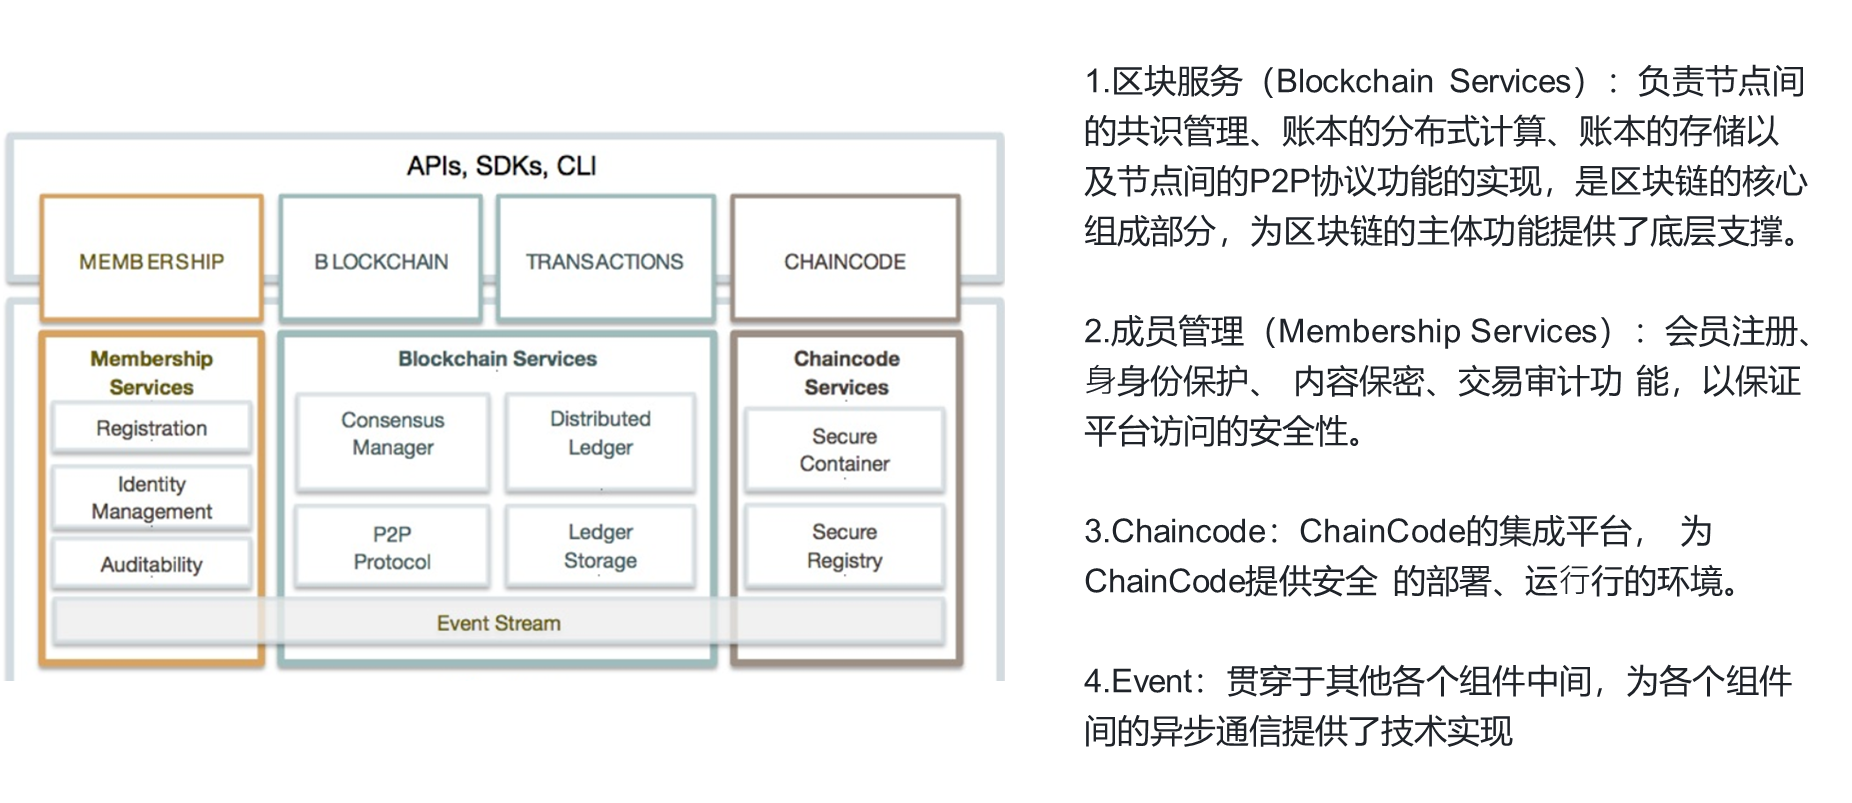 APIs, SDKs, CLI
MEMBERSHIP
BLOCKCHAIN
TRANSACTIONS
CHAINCODE
Membership
Services
Registration
Identity
Management
Auditability
Blockchain Services
Consensus
Manager
Distributed
Ledger
P2P
Protocol
Ledger
Storage
Chaincode
Services
Secure
Container
Secure
Registry
Event Stream
1.区块服务（Blockchain Services）：负责节点间
的共识管理、账本的分布式计算、账本的存储以
及节点间的P2P协议功能的实现，是区块链的核心
组成部分，为区块链的主体功能提供了底层支撑。
2.成员管理（Membership Services）：会员注册、
身身份保护、 内容保密、交易审计功 能，以保证
平台访问的安全性。
3.Chaincode：ChainCode的集成平台， 为
ChainCode提供安全 的部署、运行行的环境。
4.Event：贯穿于其他各个组件中间，为各个组件
间的异步通信提供了技术实现